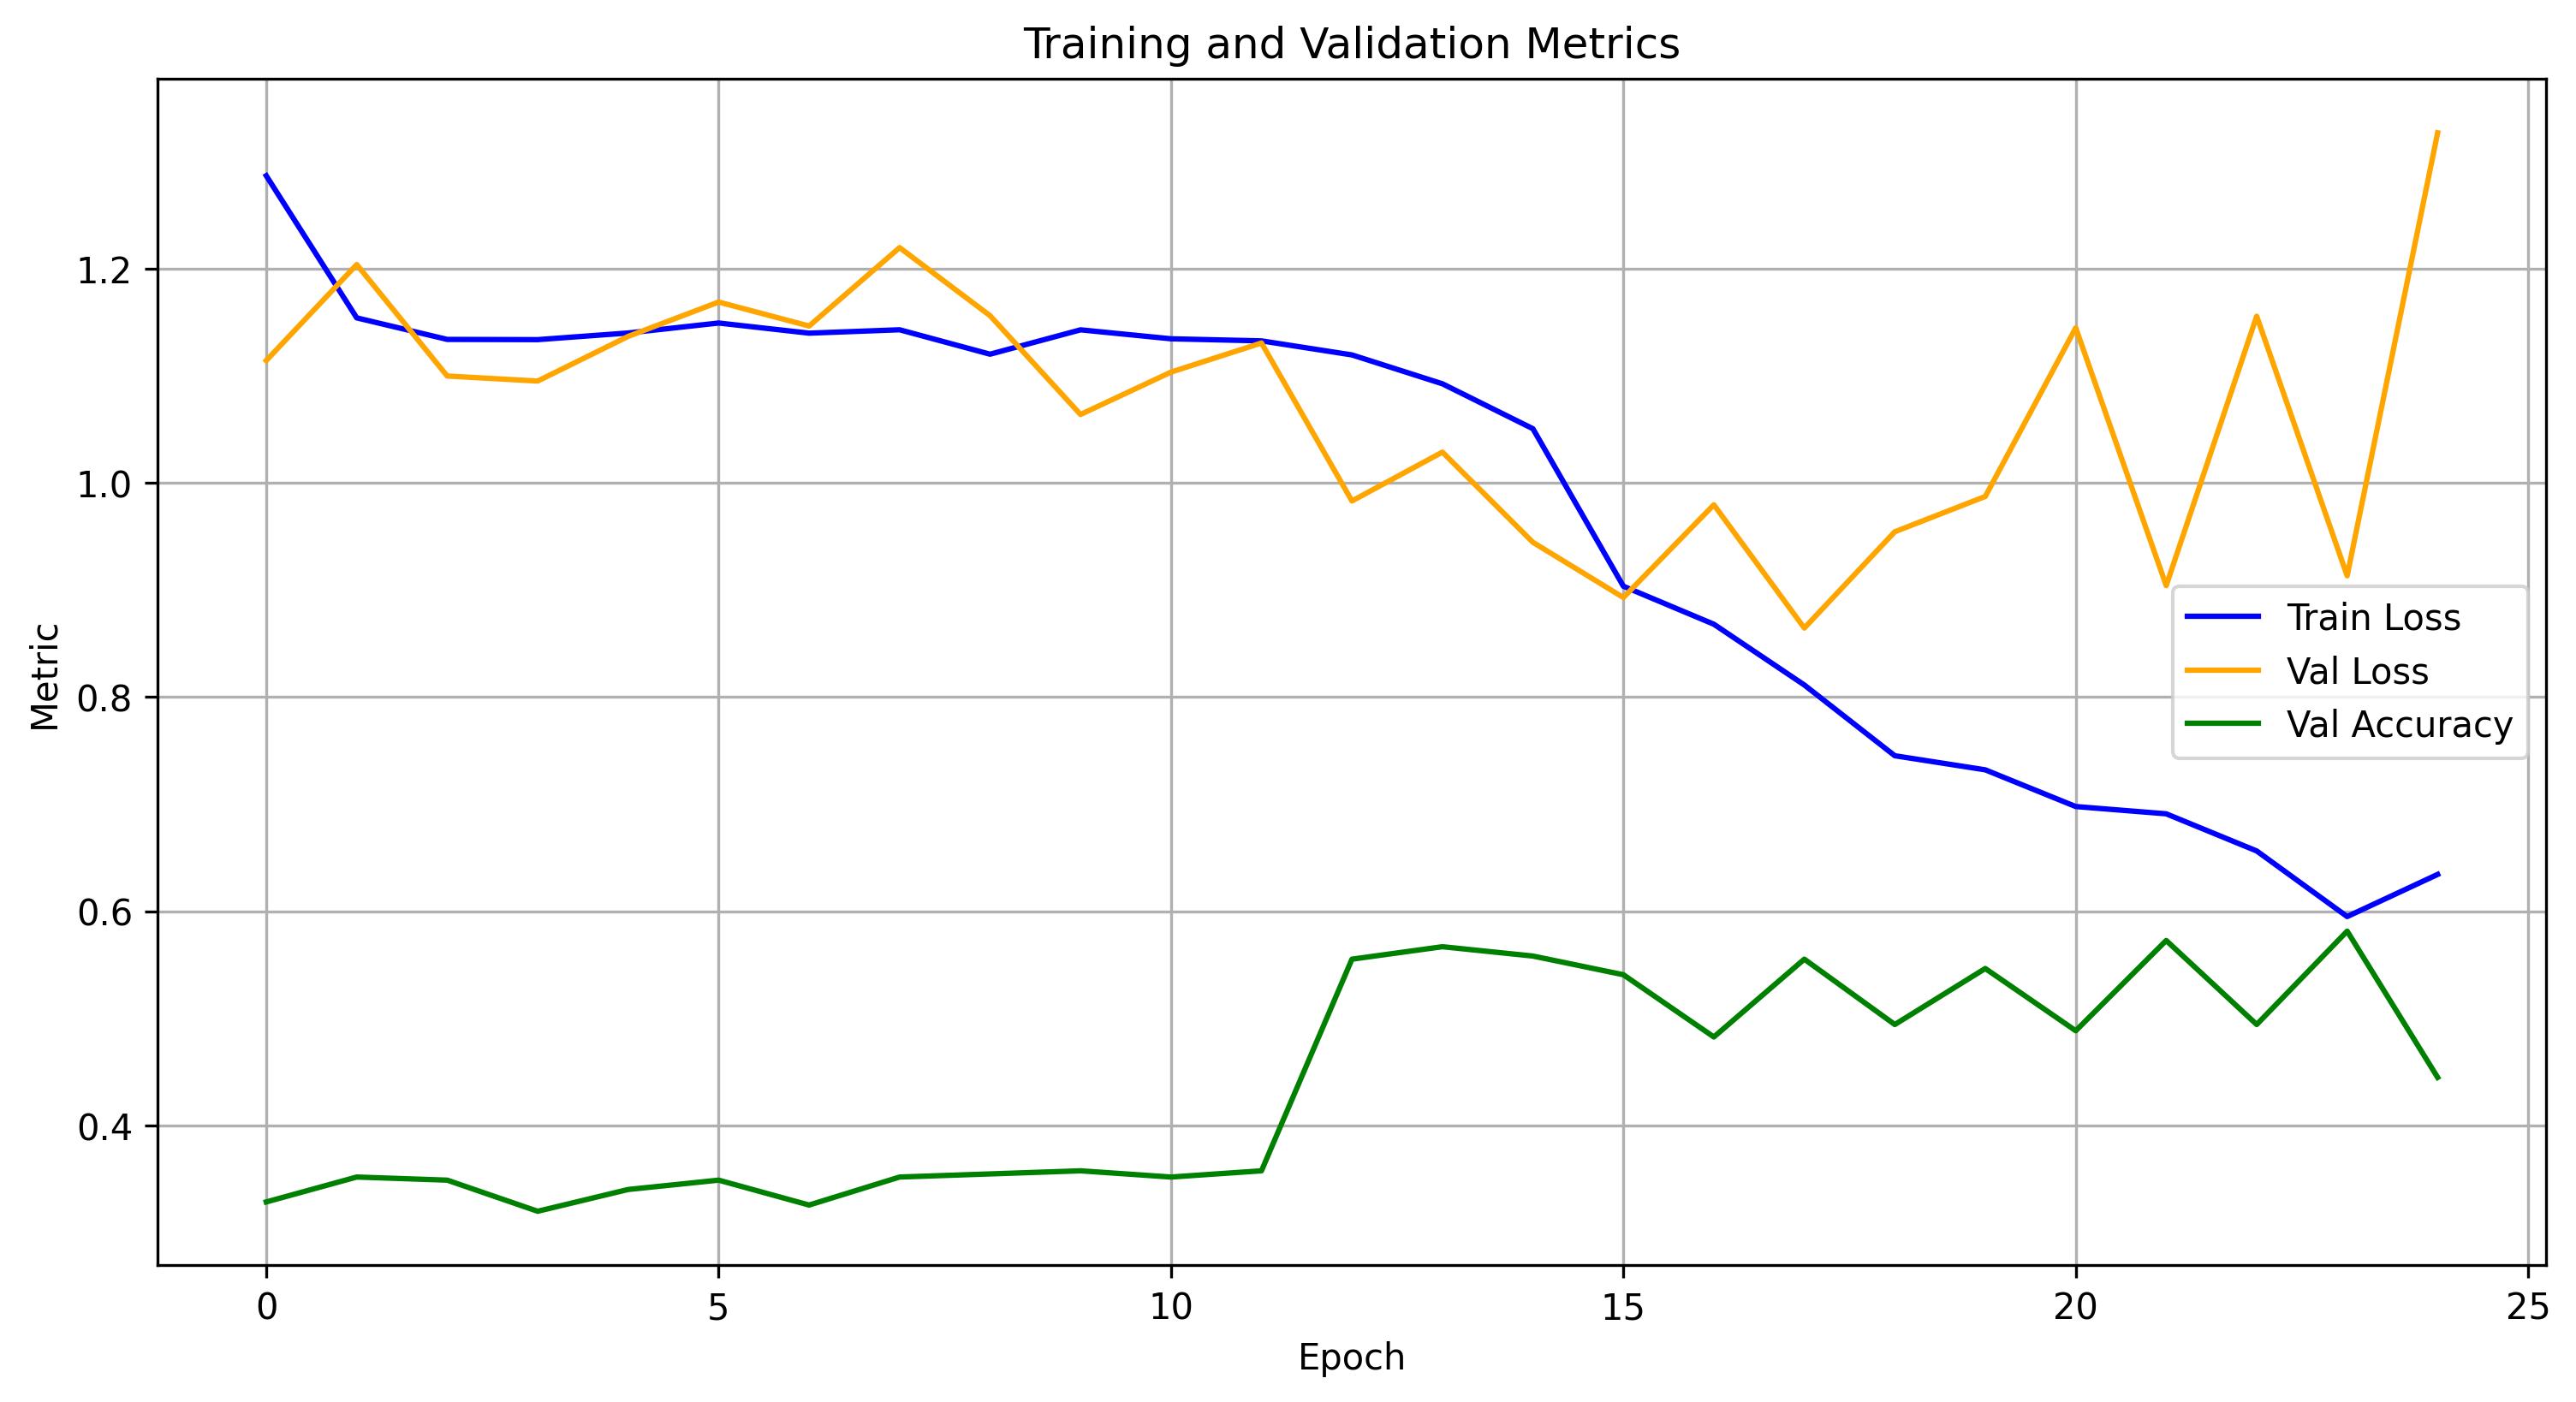 Training and Validation Metrics
Metric
1.2
1.0
0.8
0.6
0.4
Train Loss
Val Loss
Val Accuracy
0 5 10 15 20 25
Epoch